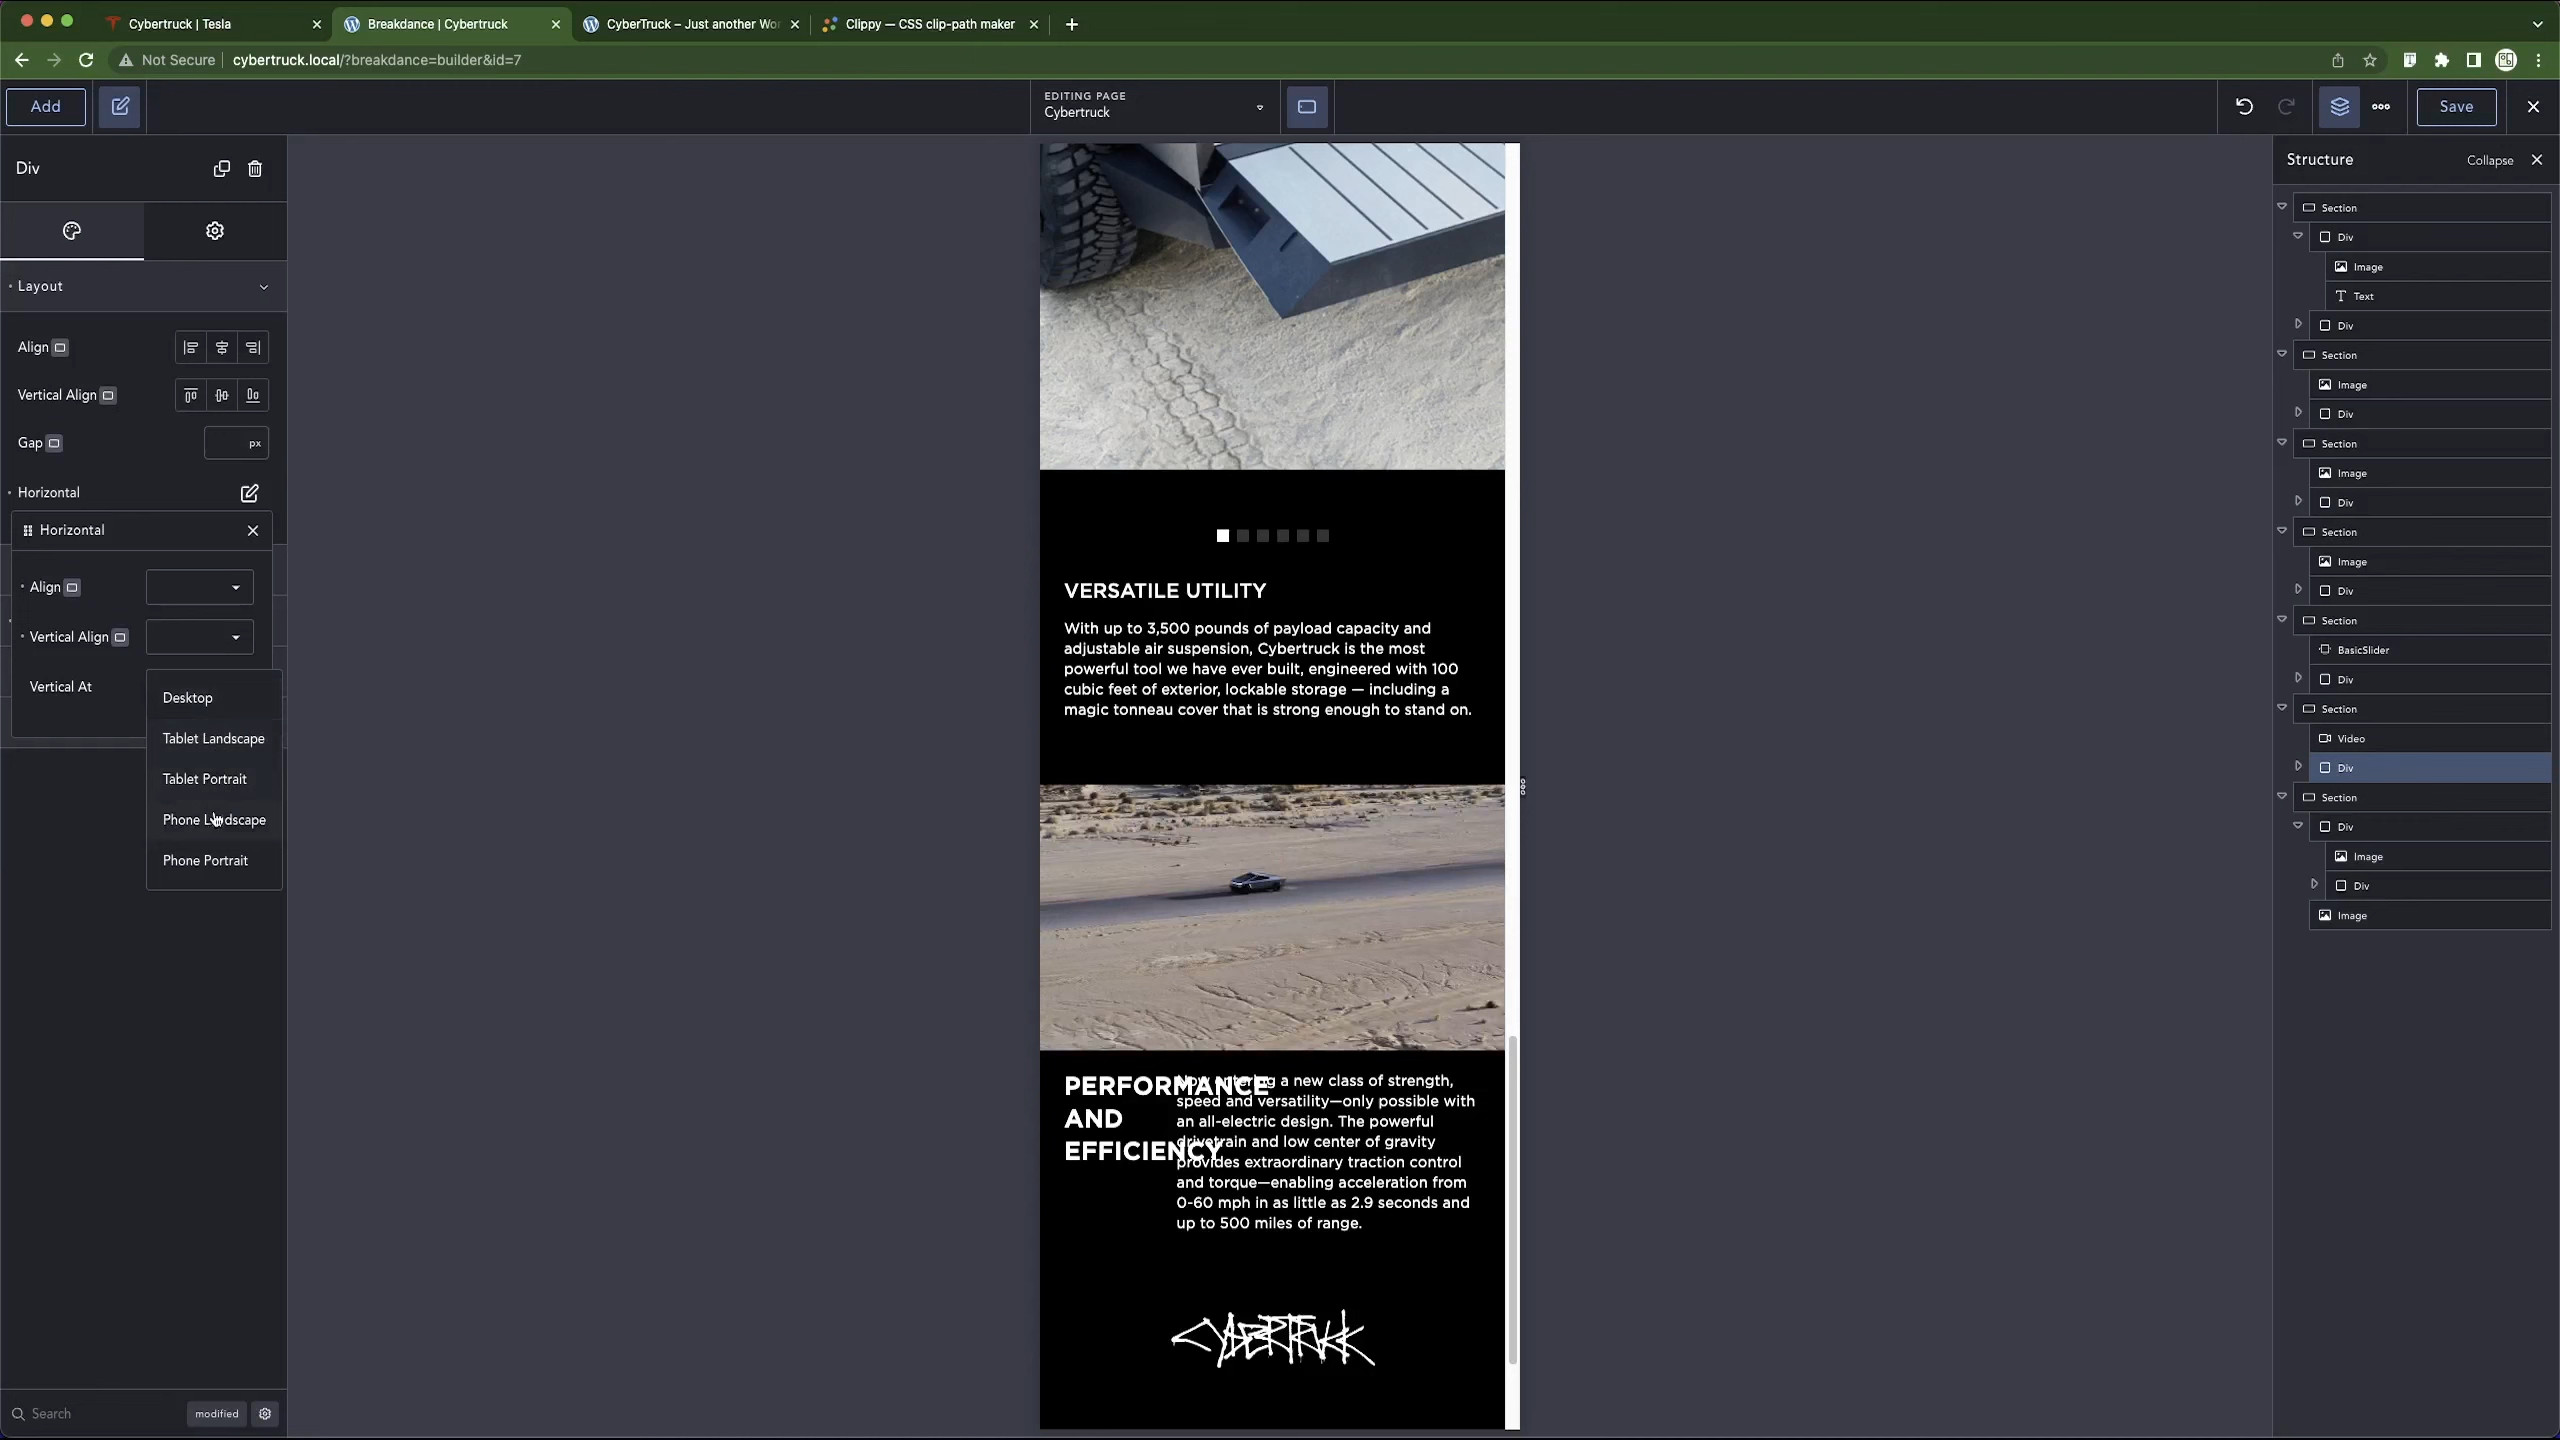 Cybertruck | Tesla
Breakdance | Cybertruck
CyberTruck – Just another Wo
Clippy — CSS clip-path maker
Not Secure
cybertruck.local/?breakdance=builder&id=7
Add
EDITING PAGE
Cybertruck
Save
Div
Layout
Align
Vertical Align
Gap
px
Horizontal
Horizontal
Align
Vertical Align
Vertical At
Desktop
Tablet Landscape
Tablet Portrait
Phone Landscape
Phone Portrait
Search
modified
VERSATILE UTILITY
With up to 3,500 pounds of payload capacity and
adjustable air suspension, Cybertruck is the most
powerful tool we have ever built, engineered with 100
cubic feet of exterior, lockable storage — including a
magic tonneau cover that is strong enough to stand on.
PERFORMANCE
AND
EFFICIENCY
Now entering a new class of strength,
speed and versatility—only possible with
an all-electric design. The powerful
drivetrain and low center of gravity
provides extraordinary traction control
and torque—enabling acceleration from
0-60 mph in as little as 2.9 seconds and
up to 500 miles of range.
CYBERTRUCK
Structure
Collapse
Section
Div
Image
Text
Div
Section
Image
Div
Section
Image
Div
Section
Image
Div
Section
BasicSlider
Div
Section
Video
Div
Section
Div
Image
Div
Image